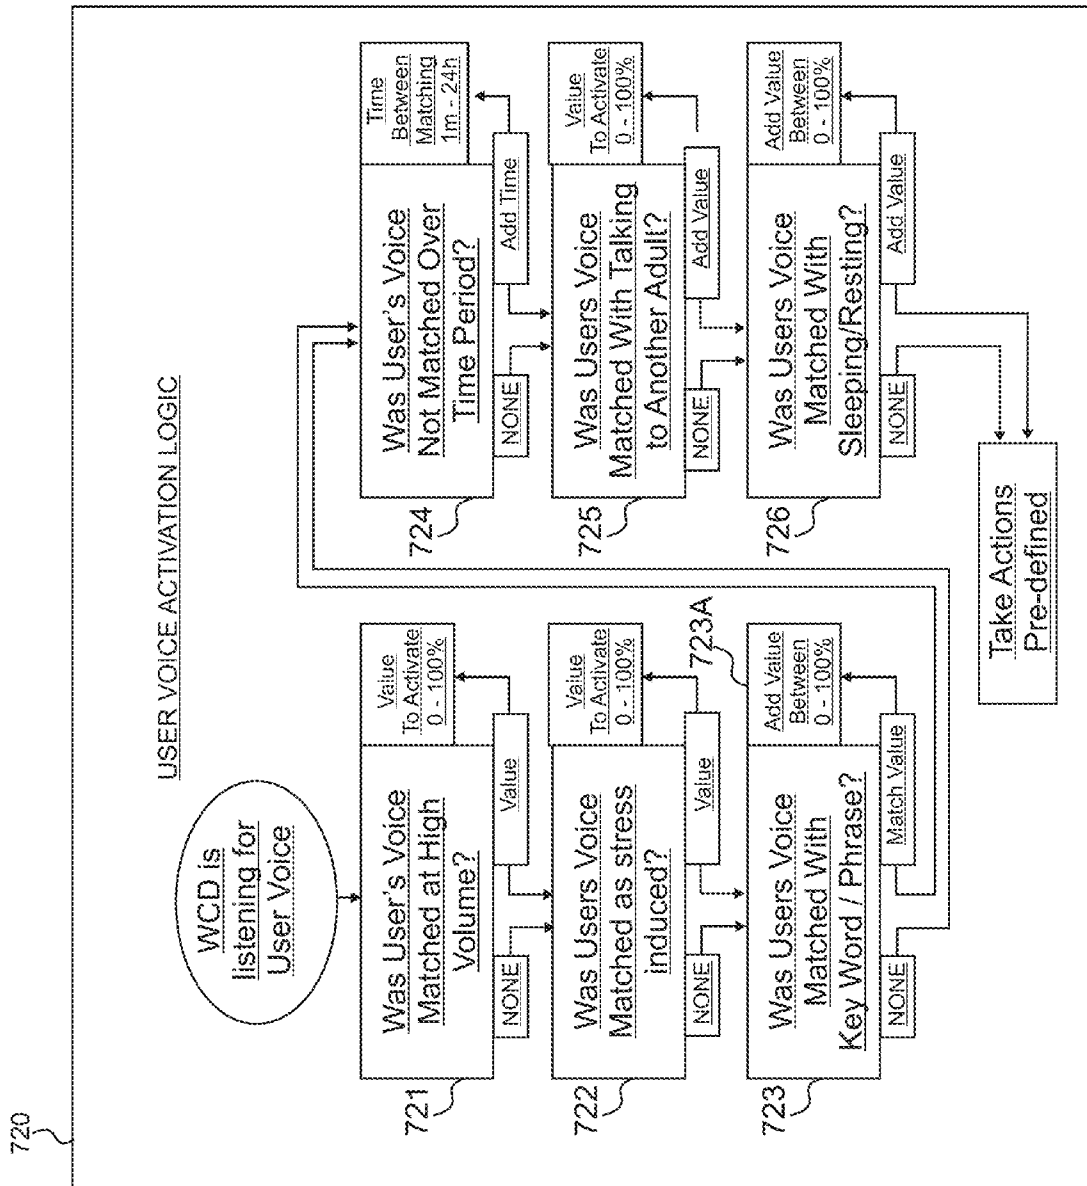 720
USER VOICE ACTIVATION LOGIC
WCD is
listening for
User Voice
Was User's Voice
Matched at High
Volume?
Value
To Activate
0 - 100%
NONE
Value
721
Was Users Voice
Matched as stress
induced?
Value
To Activate
0 - 100%
NONE
Value
722
Was Users Voice
Matched With
Key Word / Phrase?
Add Value
Between
0 - 100%
723A
NONE
Match Value
723
Was User's Voice
Not Matched Over
Time Period?
Time
Between
Matching
1m - 24h
NONE
Add Time
724
Was Users Voice
Matched With Talking
to Another Adult?
Value
To Activate
0 - 100%
NONE
Add Value
725
Was Users Voice
Matched With
Sleeping/Resting?
Add Value
Between
0 - 100%
NONE
Add Value
726
Take Actions
Pre-defined